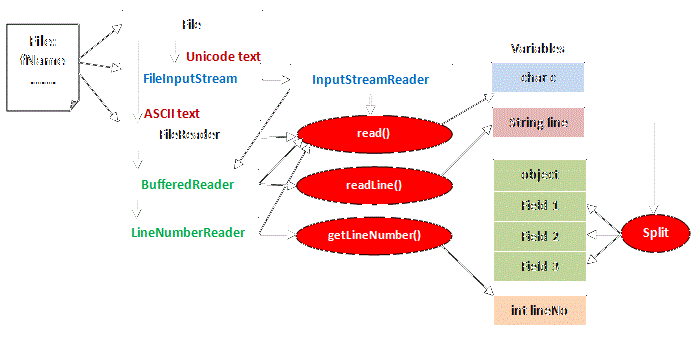 File:
fName
........
File
Unicode text
FileInputStream
InputStreamReader
ASCII text
FileReader
read()
BufferedReader
readLine()
LineNumberReader
getLineNumber()
Variables
char c
String line
object
Field 1
Field 2
Field 3
Split
int lineNo